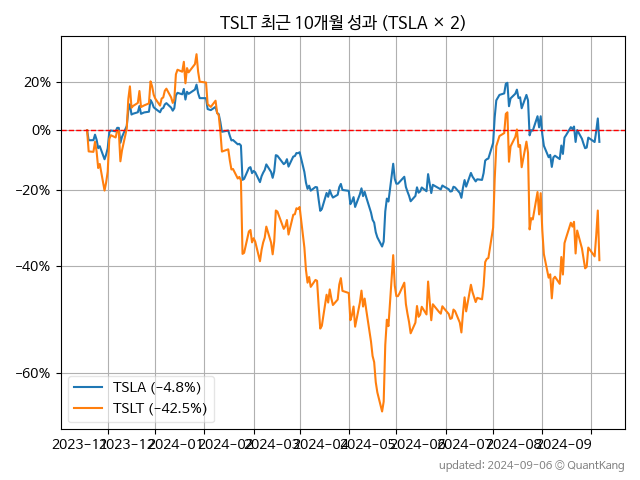 TSLT 최근 10개월 성과 (TSLA × 2)
20%
0%
−20%
−40%
−60%
TSLA (−4.8%)
TSLT (−42.5%)
2023−11 2023−12 2024−01 2024−02 2024−03 2024−04 2024−05 2024−06 2024−07 2024−08 2024−09
updated: 2024-09-06 © QuantKang